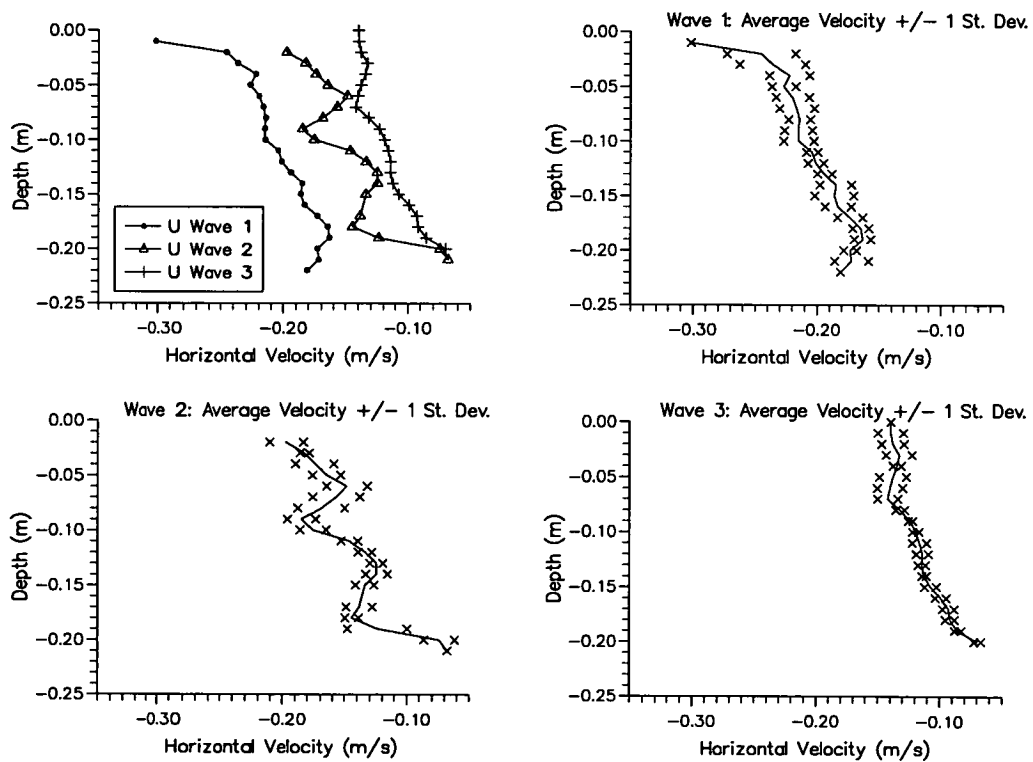 0.00
-0.05
-0.10
-0.15
-0.20
-0.25
Depth (m)
U Wave 1
U Wave 2
U Wave 3
-0.30
-0.20
-0.10
Horizontal Velocity (m/s)
Wave 1: Average Velocity +/- 1 St. Dev.
0.00
-0.05
-0.10
-0.15
-0.20
-0.25
Depth (m)
-0.30
-0.20
-0.10
Horizontal Velocity (m/s)
Wave 2: Average Velocity +/- 1 St. Dev.
0.00
-0.05
-0.10
-0.15
-0.20
-0.25
Depth (m)
-0.30
-0.20
-0.10
Horizontal Velocity (m/s)
Wave 3: Average Velocity +/- 1 St. Dev.
0.00
-0.05
-0.10
-0.15
-0.20
-0.25
Depth (m)
-0.30
-0.20
-0.10
Horizontal Velocity (m/s)